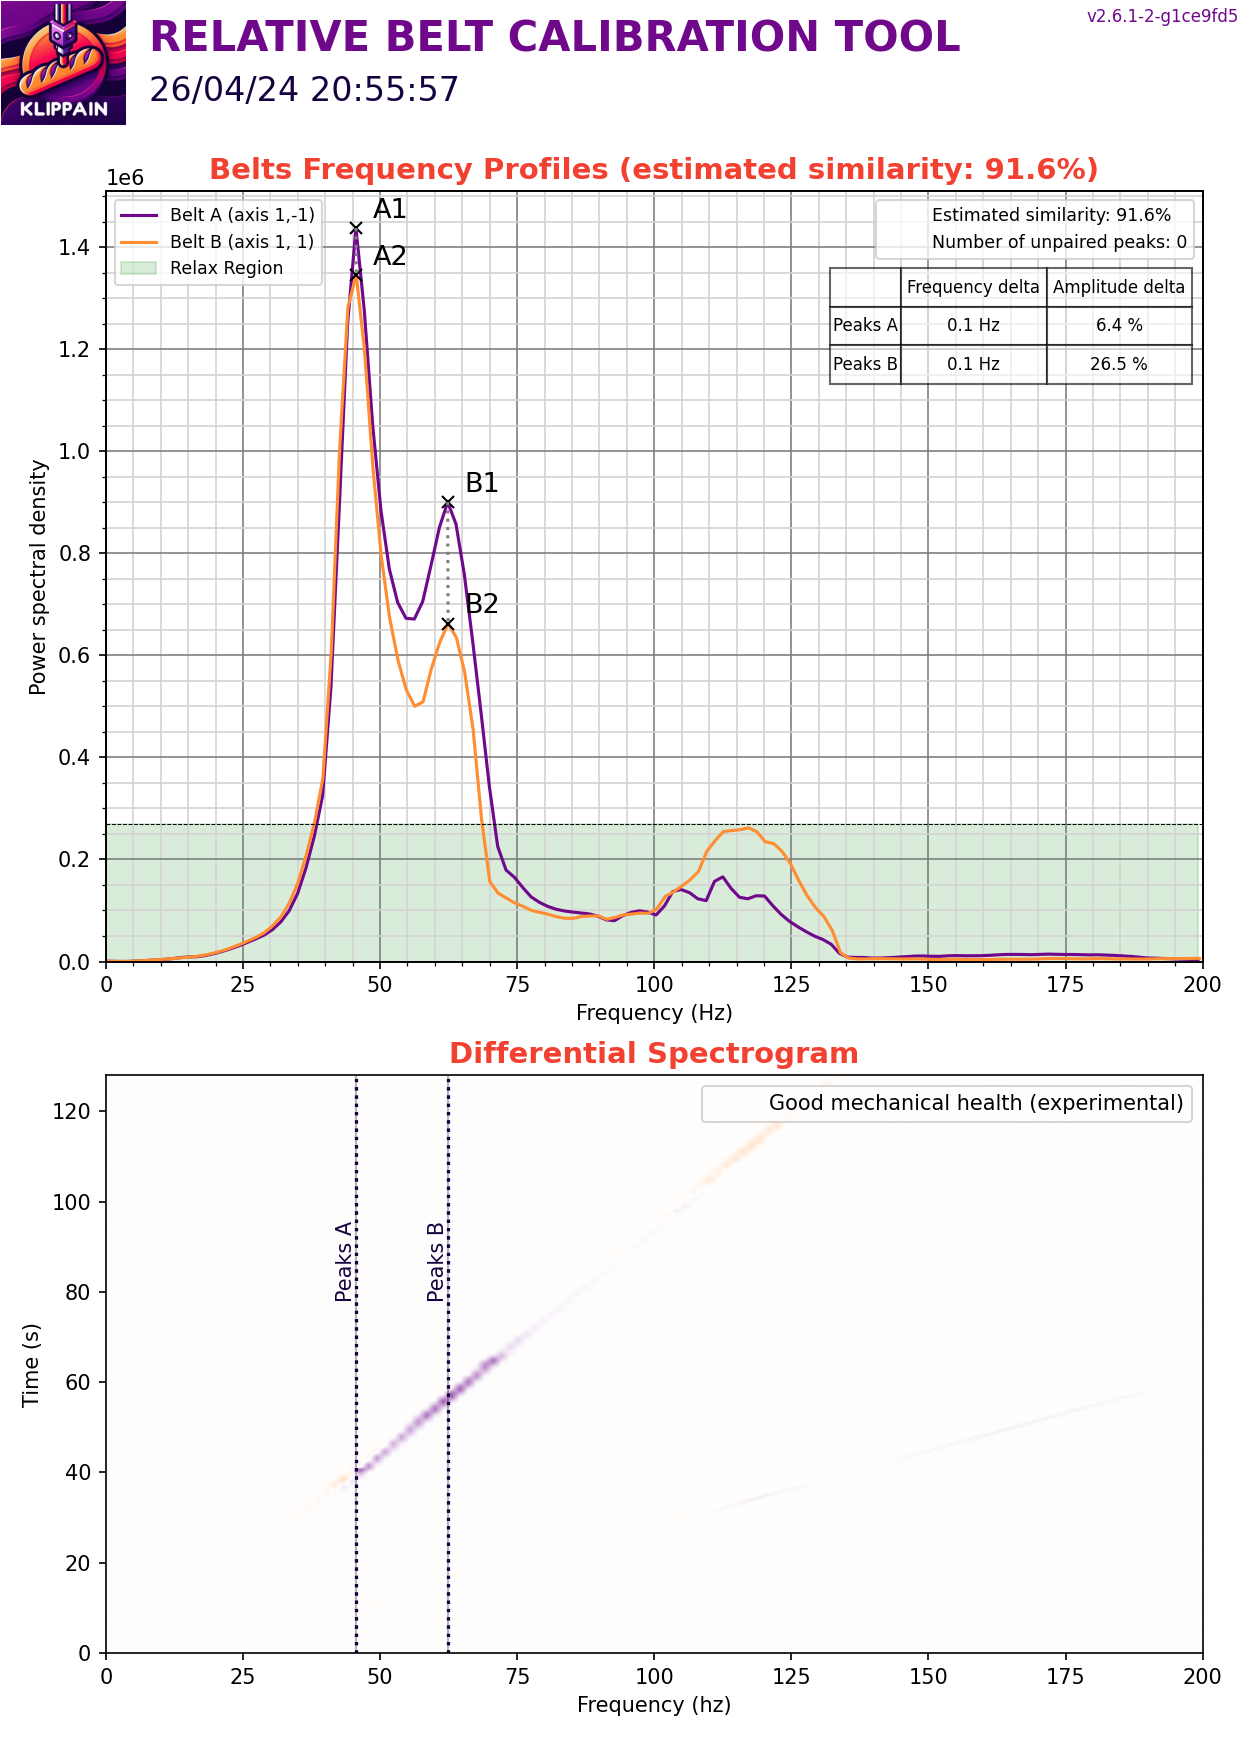 KLIPPAIN
RELATIVE BELT CALIBRATION TOOL
26/04/24 20:55:57
v2.6.1-2-g1ce9fd5
Belts Frequency Profiles (estimated similarity: 91.6%)
1e6
Belt A (axis 1,-1)
Belt B (axis 1, 1)
Relax Region
Estimated similarity: 91.6%
Number of unpaired peaks: 0
Frequency delta Amplitude delta
Peaks A 0.1 Hz 6.4 %
Peaks B 0.1 Hz 26.5 %
A1
A2
B1
B2
Power spectral density
1.4
1.2
1.0
0.8
0.6
0.4
0.2
0.0
0 25 50 75 100 125 150 175 200
Frequency (Hz)
Differential Spectrogram
Good mechanical health (experimental)
Peaks A
Peaks B
Time (s)
120
100
80
60
40
20
0
0 25 50 75 100 125 150 175 200
Frequency (hz)